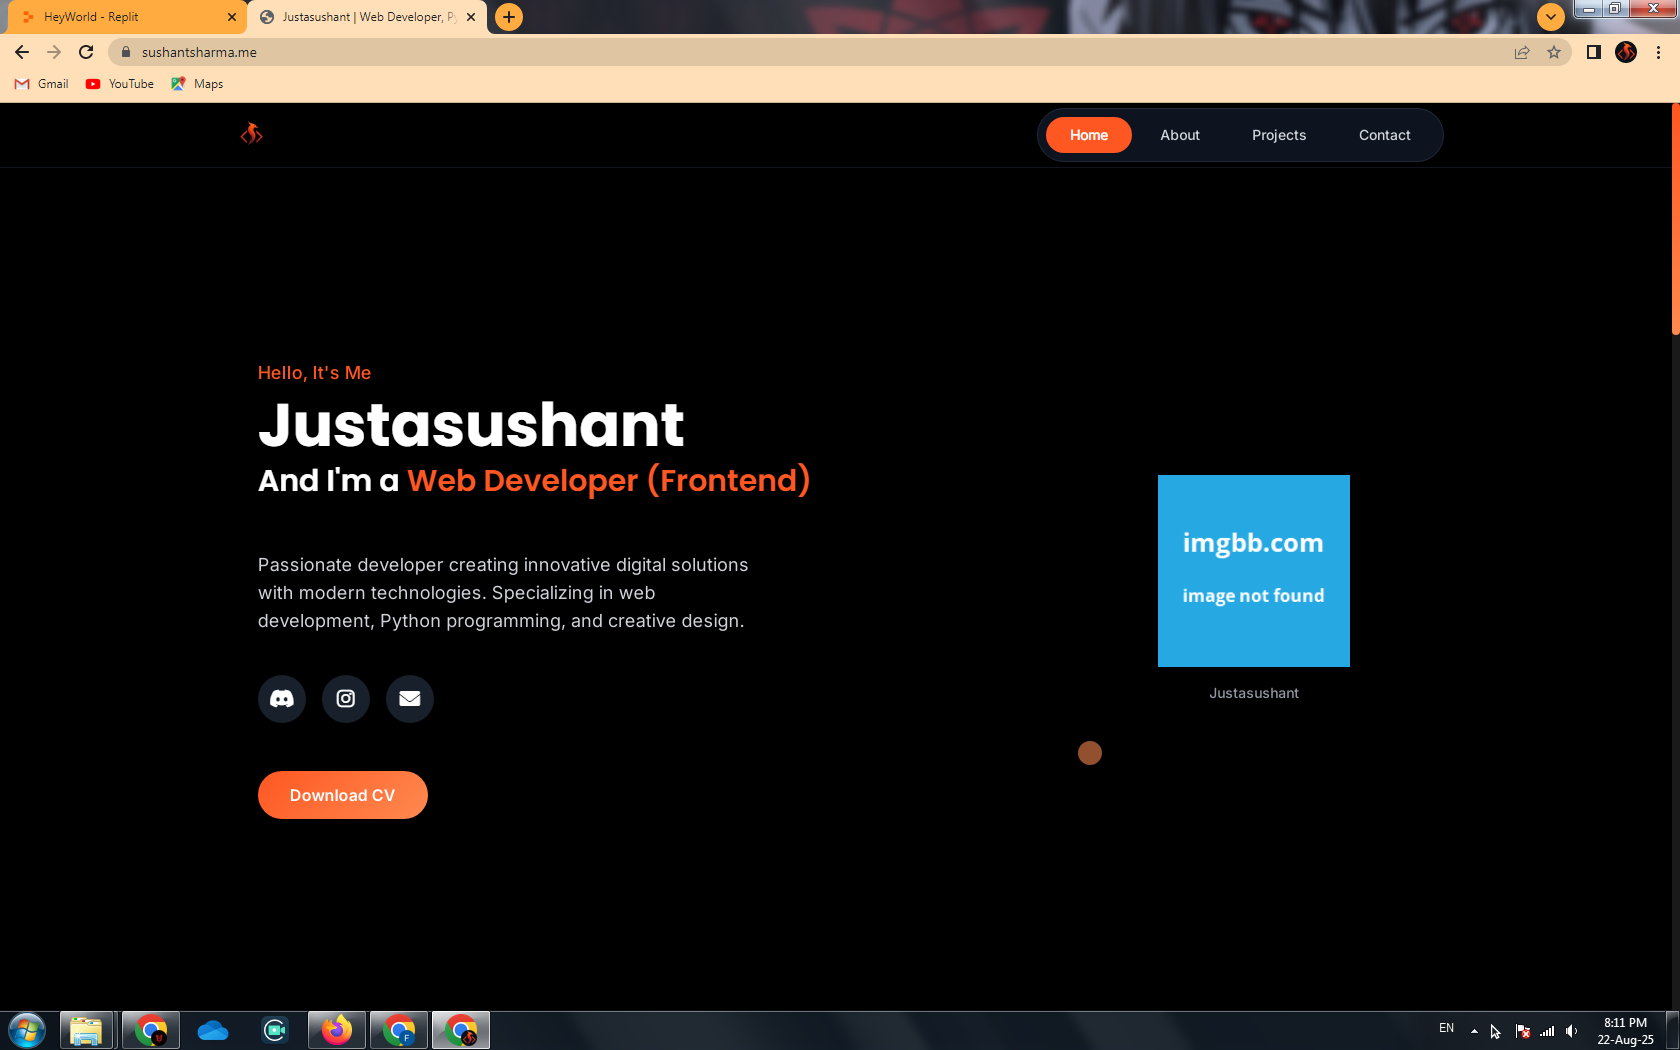 HeyWorld - Replit
Justasushant | Web Developer, Py
sushantsharma.me
Gmail
YouTube
Maps
Home
About
Projects
Contact
Hello, It's Me
Justasushant
And I'm a Web Developer (Frontend)
Passionate developer creating innovative digital solutions
with modern technologies. Specializing in web
development, Python programming, and creative design.
imgbb.com
image not found
Justasushant
Download CV
EN
8:11 PM
22-Aug-25